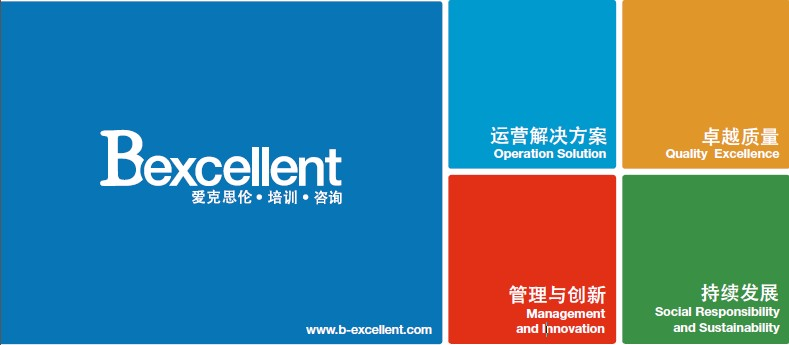 Bexcellent
爱克思伦•培训•咨询
www.b-excellent.com
运营解决方案
Operation Solution
卓越质量
Quality Excellence
管理与创新
Management
and Innovation
持续发展
Social Responsibility
and Sustainability